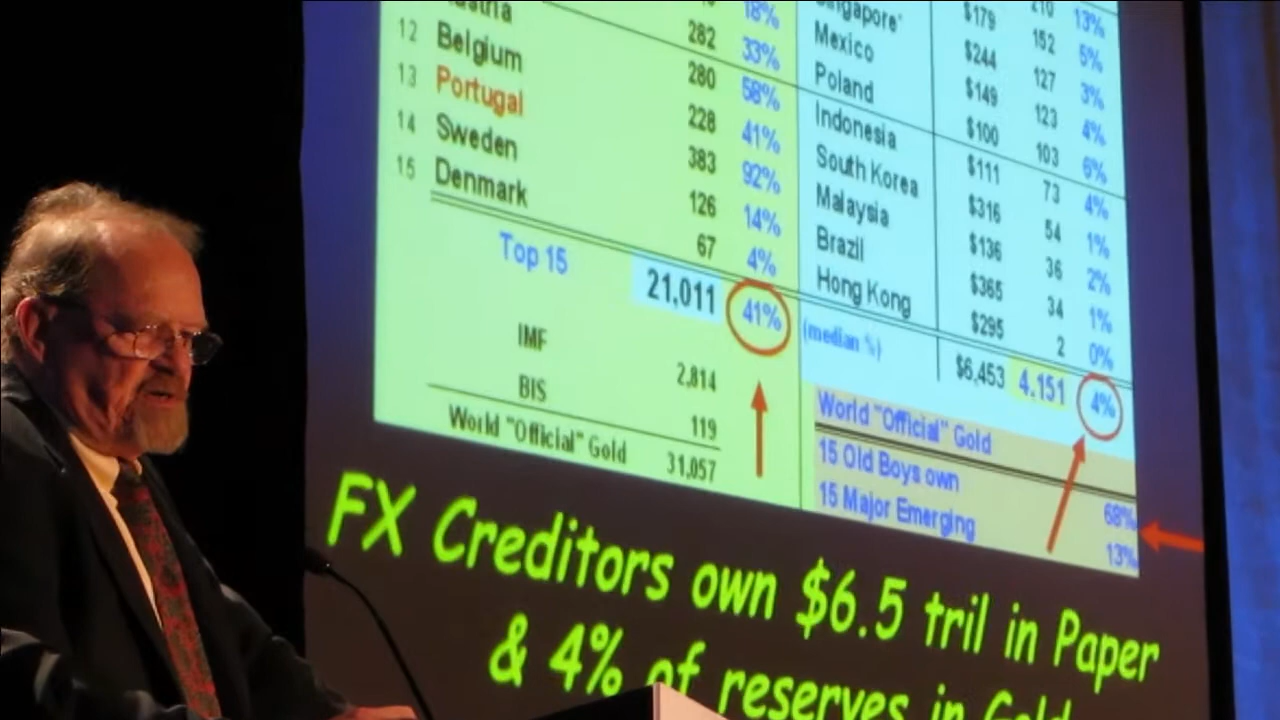 210 13%
$179 152 5%
282 33%
Singapore* $244 127 3%
280 58%
Mexico $149 123 4%
12 Belgium 228 41%
Poland $100 103 6%
13 Portugal 383 92%
Indonesia $111 73 4%
14 Sweden 126 14%
South Korea $316 54 1%
15 Denmark 67 4%
Malaysia $136 36 2%
Brazil $365 34 1%
Hong Kong $295 2 0%
Top 15 21,011 41%
(median %) $6,453 4,151 4%
IMF 2,814
BIS 119
World "Official" Gold 31,057
World "Official" Gold
15 Old Boys own 68%
15 Major Emerging 13%
FX Creditors own $6.5 tril in Paper
& 4% of reserves in Gold